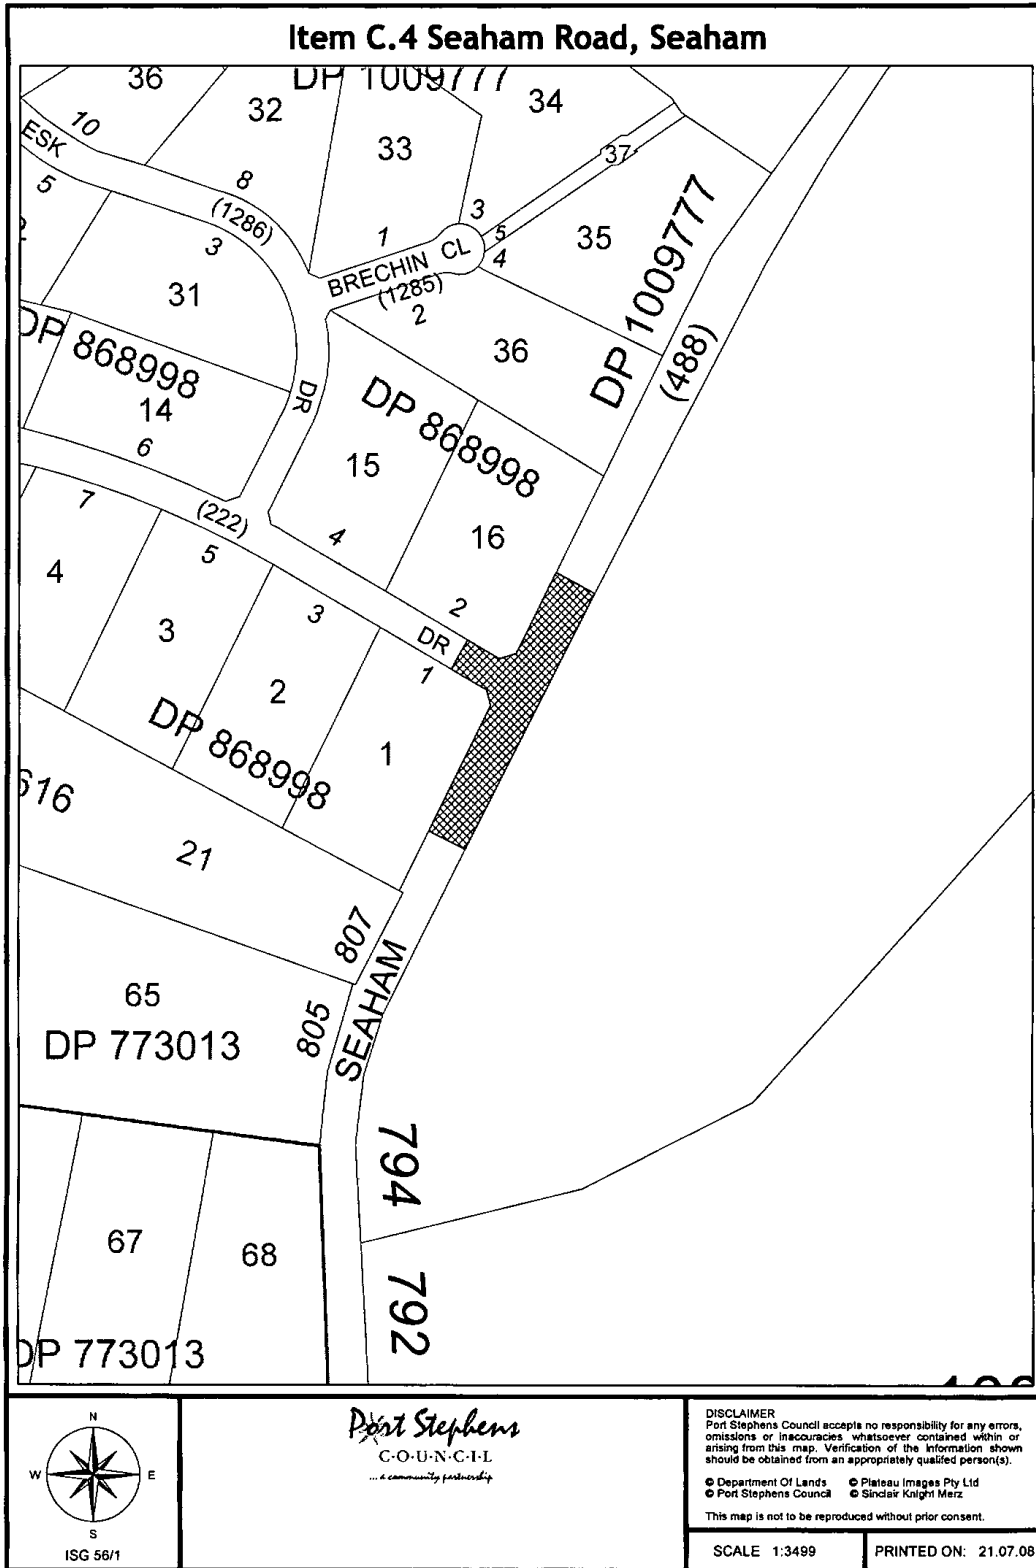 Item C.4 Seaham Road, Seaham
36
DP 1009777
32
34
10
33
ESK
37
5
8
(1286)
3
3
1
5
35
BRECHIN CL
4
(1285)
31
2
DP 1009777
36
(488)
DP 868998
DR
14
DP 868998
6
15
7
(222)
16
4
5
4
2
3
3
DR
1
2
DP 868998
1
616
21
807
SEAHAM
65
805
DP 773013
794
67
68
792
DP 773013
N
W E
S
ISG 56/1
Port Stephens
C·O·U·N·C·I·L
... a community partnership
DISCLAIMER
Port Stephens Council accepts no responsibility for any errors,
omissions or inaccuracies whatsoever contained within or
arising from this map. Verification of the information shown
should be obtained from an appropriately qualifed person(s).
© Department Of Lands © Plateau Images Pty Ltd
© Port Stephens Council © Sinclair Knight Merz
This map is not to be reproduced without prior consent.
SCALE 1:3499
PRINTED ON: 21.07.08